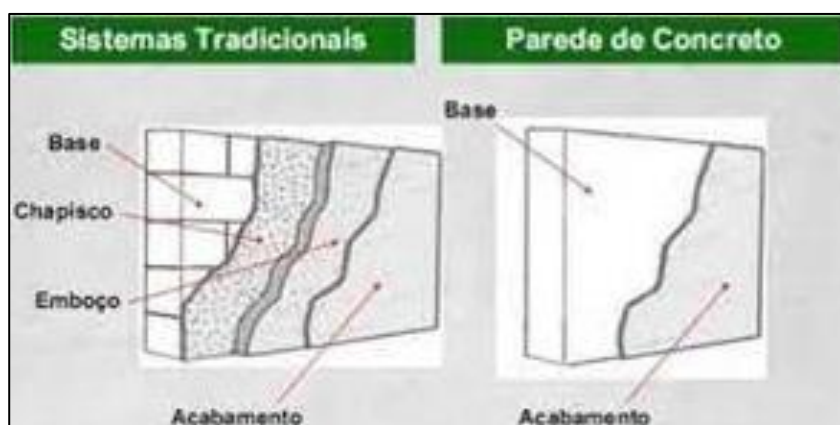 Sistemas Tradicionais
Base
Chapisco
Emboço
Acabamento
Parede de Concreto
Base
Acabamento